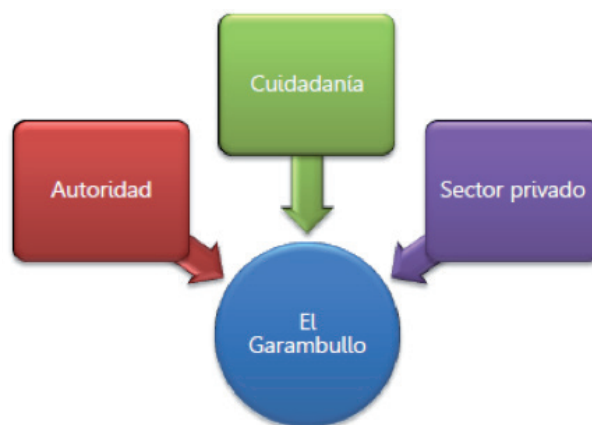 Cuidadanía
Autoridad
Sector privado
El
Garambullo